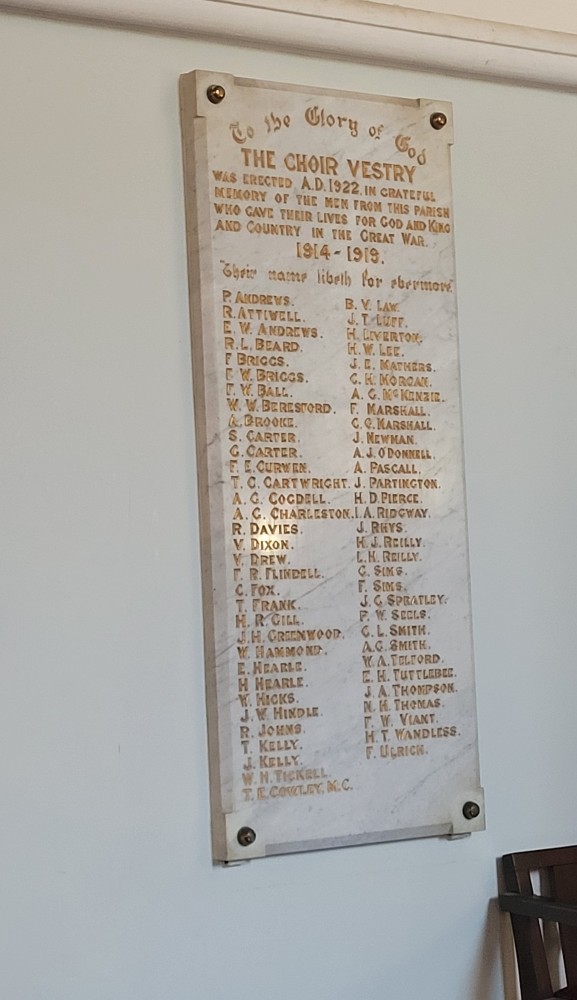 To the Glory of God
THE CHOIR VESTRY
WAS ERECTED A.D. 1922, IN GRATEFUL
MEMORY OF THE MEN FROM THIS PARISH
WHO GAVE THEIR LIVES FOR GOD AND KING
AND COUNTRY IN THE GREAT WAR.
1914-1919.
"Their name liveth for evermore."
P. ANDREWS.
R. ATTIWELL.
E. W. ANDREWS.
R. L. BEARD.
F BRIGGS.
F. W. BRIGGS.
F. W. BALL.
W. W. BERESFORD.
A. BROOKE.
S. CARTER.
G. CARTER.
F. E. CURWEN.
T. C. CARTWRIGHT.
A. G. COGDELL.
A. G. CHARLESTON.
R. DAVIES.
V. DIXON.
V. DREW.
F. R. FLINDELL.
C. FOX.
T. FRANK.
H. R. GILL.
J. H. GREENWOOD.
W. HAMMOND.
E. HEARLE.
H HEARLE.
W. HICKS.
J. W. HINDLE.
R. JOHNS.
T. KELLY.
J. KELLY.
W. H. TICKELL.
T. E. COWLEY, M.C.
B. V. LAW.
J. T. LUFF.
H. LIVERTON.
H. W. LEE.
J. E. MATHERS.
G. H. MORGAN.
A. G. McKENZIE.
F. MARSHALL.
C. G. MARSHALL.
J. NEWMAN.
A. J. O'DONNELL.
A. PASCALL.
J. PARTINGTON.
H. D. PIERCE.
I. A. RIDGWAY.
J. RHYS.
H. J. REILLY.
L. H. REILLY.
G. SIMS.
F. SIMS.
J. G. SPRATLEY.
F. W. SEELS.
G. L. SMITH.
A. G. SMITH.
W. A. TELFORD.
E. H. TUTTLEBEE.
J. A. THOMPSON.
N. H. THOMAS.
F. W. VIANT.
H. T. WANDLESS.
F. ULRICH.